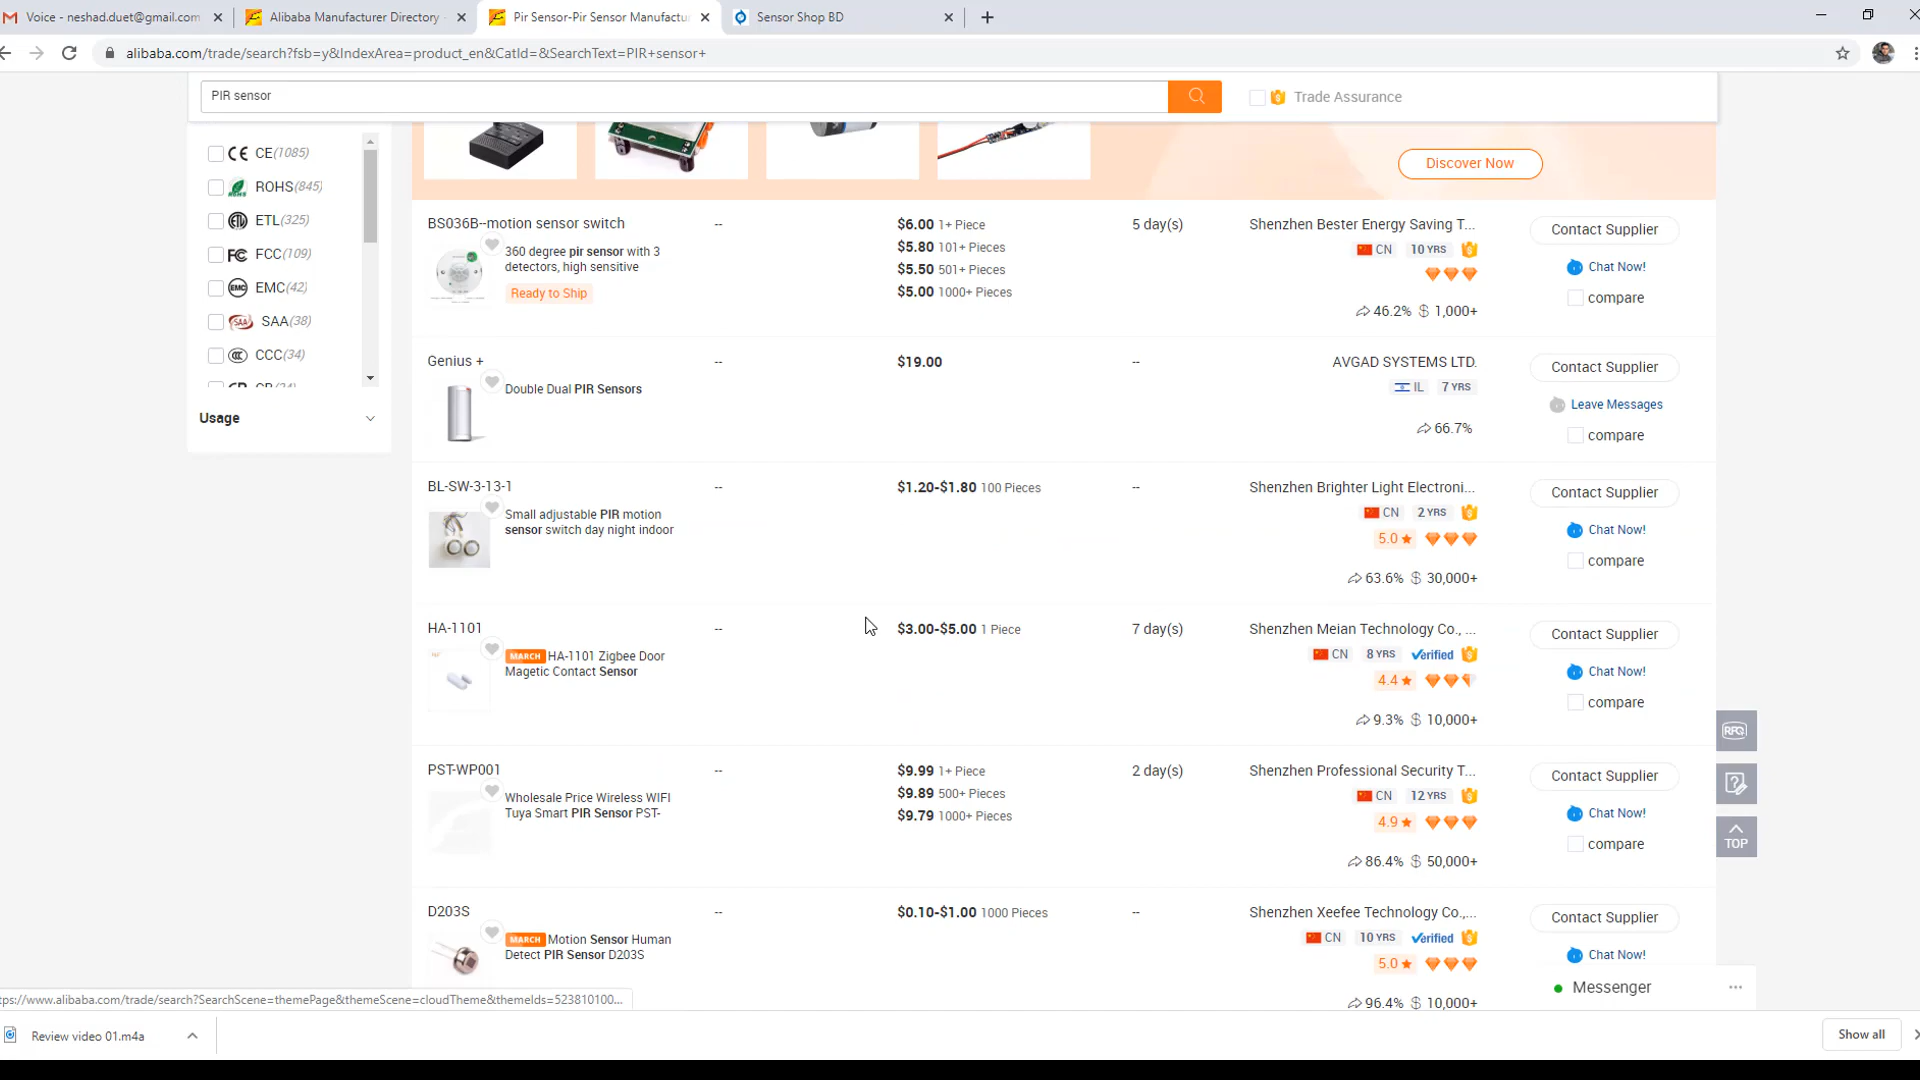 Voice - neshad.duet@gmail.com
Alibaba Manufacturer Directory
Pir Sensor-Pir Sensor Manufactu
Sensor Shop BD
alibaba.com/trade/search?fsb=y&IndexArea=product_en&CatId=&SearchText=PIR+sensor+
PIR sensor
Trade Assurance
Discover Now
CE(1085)
ROHS(845)
ETL(325)
FCC(109)
EMC(42)
SAA(38)
CCC(34)
Usage
BS036B--motion sensor switch
360 degree pir sensor with 3
detectors, high sensitive
Ready to Ship
--
$6.00 1+ Piece
$5.80 101+ Pieces
$5.50 501+ Pieces
$5.00 1000+ Pieces
5 day(s)
Shenzhen Bester Energy Saving T...
CN 10 YRS
46.2% 1,000+
Contact Supplier
Chat Now!
compare
Genius +
Double Dual PIR Sensors
--
$19.00
--
AVGAD SYSTEMS LTD.
IL 7 YRS
66.7%
Contact Supplier
Leave Messages
compare
BL-SW-3-13-1
Small adjustable PIR motion
sensor switch day night indoor
--
$1.20-$1.80 100 Pieces
--
Shenzhen Brighter Light Electroni...
CN 2 YRS
5.0
63.6% 30,000+
Contact Supplier
Chat Now!
compare
HA-1101
MARCH HA-1101 Zigbee Door
Magetic Contact Sensor
--
$3.00-$5.00 1 Piece
7 day(s)
Shenzhen Meian Technology Co., ...
CN 8 YRS Verified
4.4
9.3% 10,000+
Contact Supplier
Chat Now!
compare
PST-WP001
Wholesale Price Wireless WIFI
Tuya Smart PIR Sensor PST-
--
$9.99 1+ Piece
$9.89 500+ Pieces
$9.79 1000+ Pieces
2 day(s)
Shenzhen Professional Security T...
CN 12 YRS
4.9
86.4% 50,000+
Contact Supplier
Chat Now!
compare
D203S
MARCH Motion Sensor Human
Detect PIR Sensor D203S
--
$0.10-$1.00 1000 Pieces
--
Shenzhen Xeefee Technology Co.,...
CN 10 YRS Verified
5.0
96.4% 10,000+
Contact Supplier
Chat Now!
RFQ
TOP
Messenger
tps://www.alibaba.com/trade/search?SearchScene=themePage&themeScene=cloudTheme&themeIds=523810100...
Review video 01.m4a
Show all